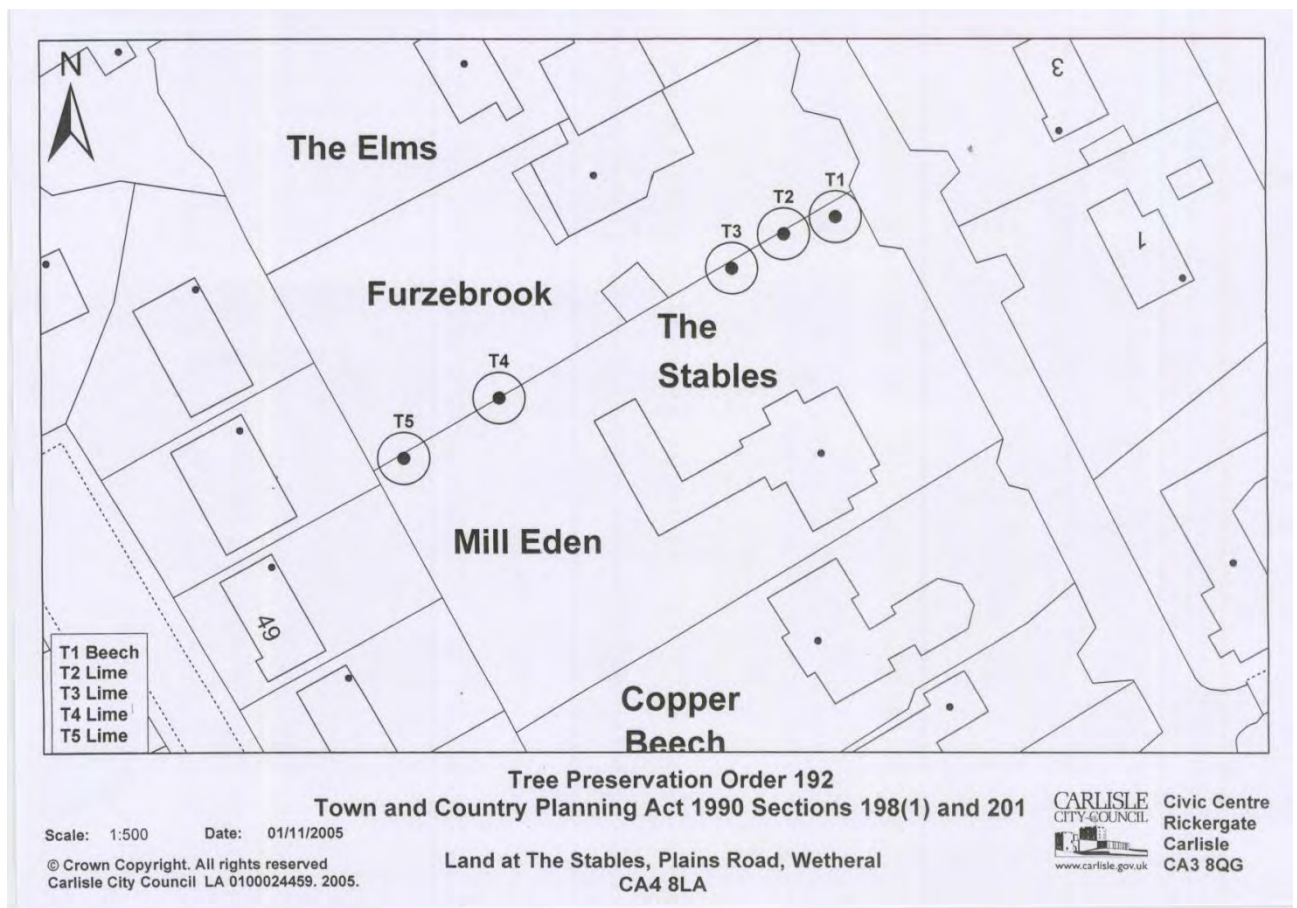 N
The Elms
3
T1
T2
T3
1
Furzebrook
The
Stables
T4
T5
Mill Eden
49
T1 Beech
T2 Lime
T3 Lime
T4 Lime
T5 Lime
Copper
Beech
Tree Preservation Order 192
Town and Country Planning Act 1990 Sections 198(1) and 201
Scale: 1:500 Date: 01/11/2005
© Crown Copyright. All rights reserved
Carlisle City Council LA 0100024459. 2005.
Land at The Stables, Plains Road, Wetheral
CA4 8LA
CARLISLE
CITY-COUNCIL
www.carlisle.gov.uk
Civic Centre
Rickergate
Carlisle
CA3 8QG